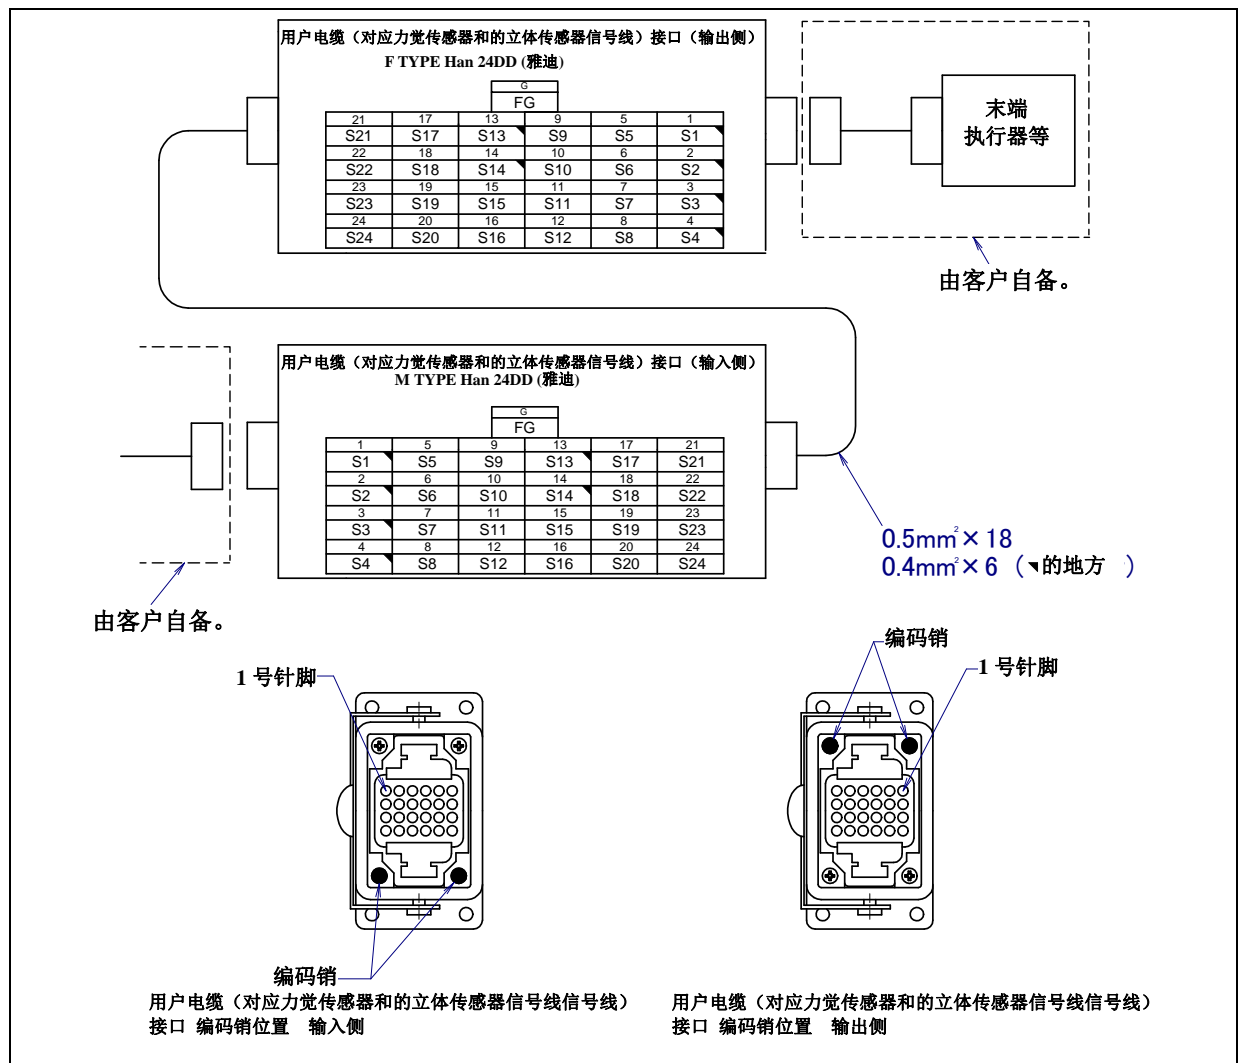 用户电缆（对应力觉传感器和的立体传感器信号线）接口（输出侧）
F TYPE Han 24DD (雅迪)
G
FG
21 17 13 9 5 1
S21 S17 S13 S9 S5 S1
22 18 14 10 6 2
S22 S18 S14 S10 S6 S2
23 19 15 11 7 3
S23 S19 S15 S11 S7 S3
24 20 16 12 8 4
S24 S20 S16 S12 S8 S4
末端
执行器等
由客户自备。
用户电缆（对应力觉传感器和的立体传感器信号线）接口（输入侧）
M TYPE Han 24DD (雅迪)
G
FG
1 5 9 13 17 21
S1 S5 S9 S13 S17 S21
2 6 10 14 18 22
S2 S6 S10 S14 S18 S22
3 7 11 15 19 23
S3 S7 S11 S15 S19 S23
4 8 12 16 20 24
S4 S8 S12 S16 S20 S24
0.5mm²×18
0.4mm²×6（◥的地方 ）
由客户自备。
1 号针脚
编码销
用户电缆（对应力觉传感器和的立体传感器信号线信号线）
接口 编码销位置 输入侧
编码销
1 号针脚
用户电缆（对应力觉传感器和的立体传感器信号线信号线）
接口 编码销位置 输出侧